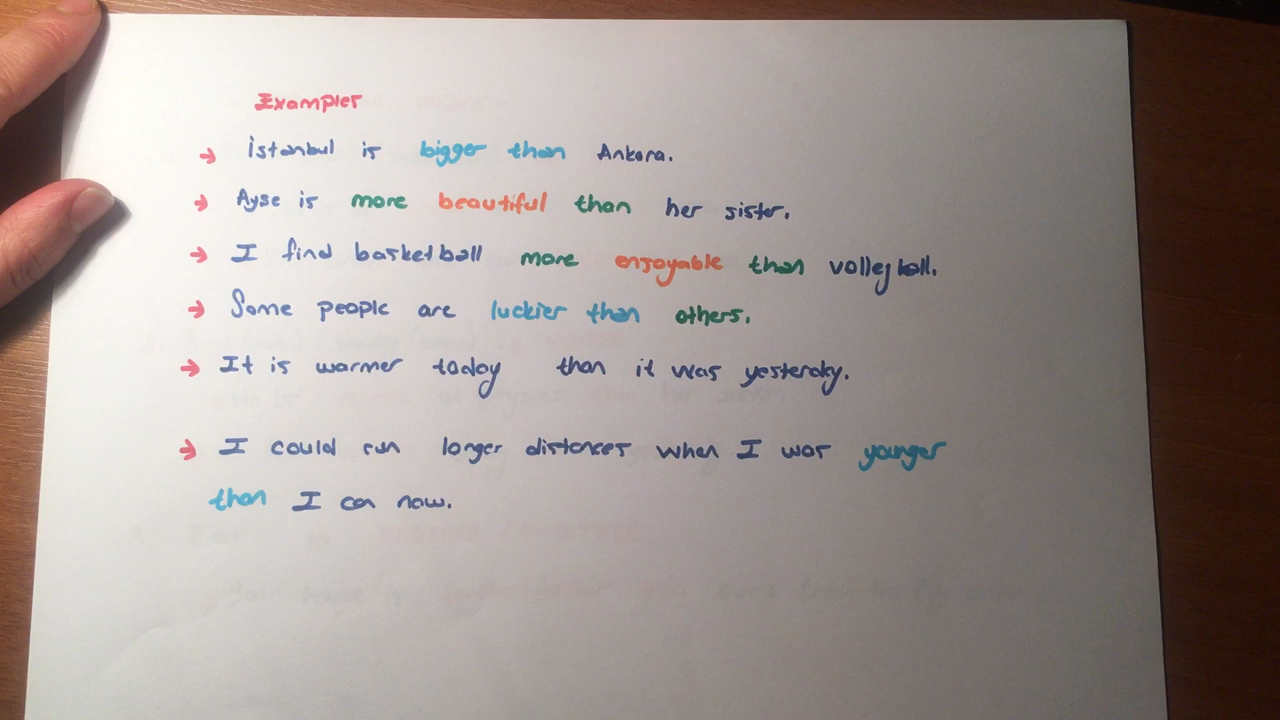 Examples
→ İstanbul is bigger than Ankara.
→ Ayse is more beautiful than her sister.
→ I find basketball more enjoyable than volleyball.
→ Some people are luckier than others.
→ It is warmer today than it was yesterday.
→ I could run longer distances when I was younger
than I can now.